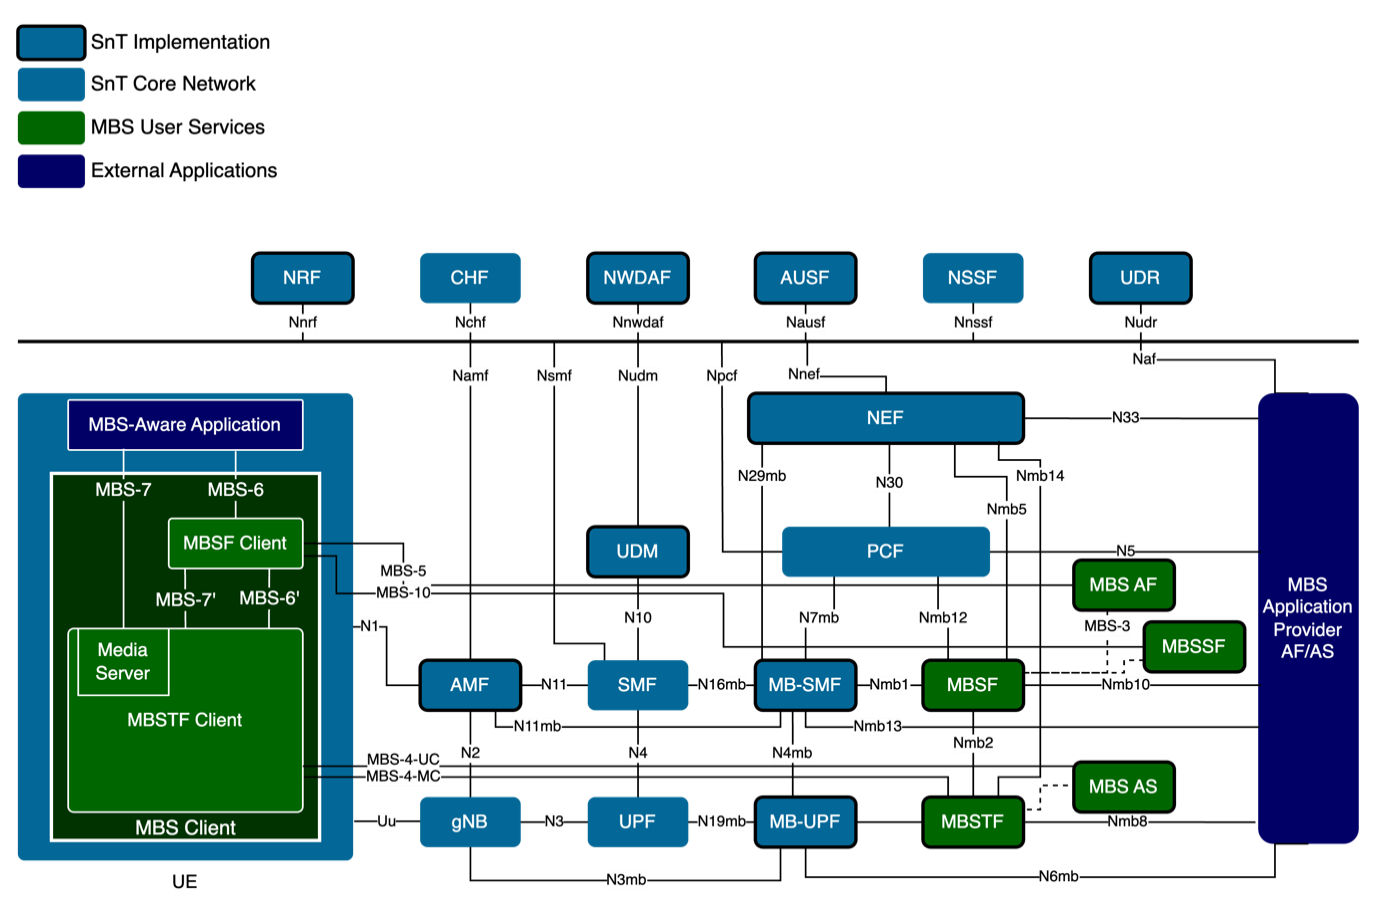 SnT Implementation
SnT Core Network
MBS User Services
External Applications
NRF
CHF
NWDAF
AUSF
NSSF
UDR
Nnrf
Nchf
Nnwdaf
Nausf
Nnssf
Nudr
Naf
Namf
Nsmf
Nudm
Npcf
Nnef
MBS-Aware Application
NEF
N33
MBS-7
MBS-6
N29mb
N30
Nmb14
Nmb5
MBSF Client
UDM
PCF
N5
MBS-5
MBS-10
MBS AF
MBS
Application
Provider
AF/AS
MBS-7'
MBS-6'
N1
N10
N7mb
Nmb12
MBS-3
MBSSF
Media
Server
AMF
N11
SMF
N16mb
MB-SMF
Nmb1
MBSF
Nmb10
MBSTF Client
N11mb
Nmb13
N2
N4
N4mb
Nmb2
MBS-4-UC
MBS-4-MC
MBS AS
MBS Client
Uu
gNB
N3
UPF
N19mb
MB-UPF
MBSTF
Nmb8
N3mb
N6mb
UE